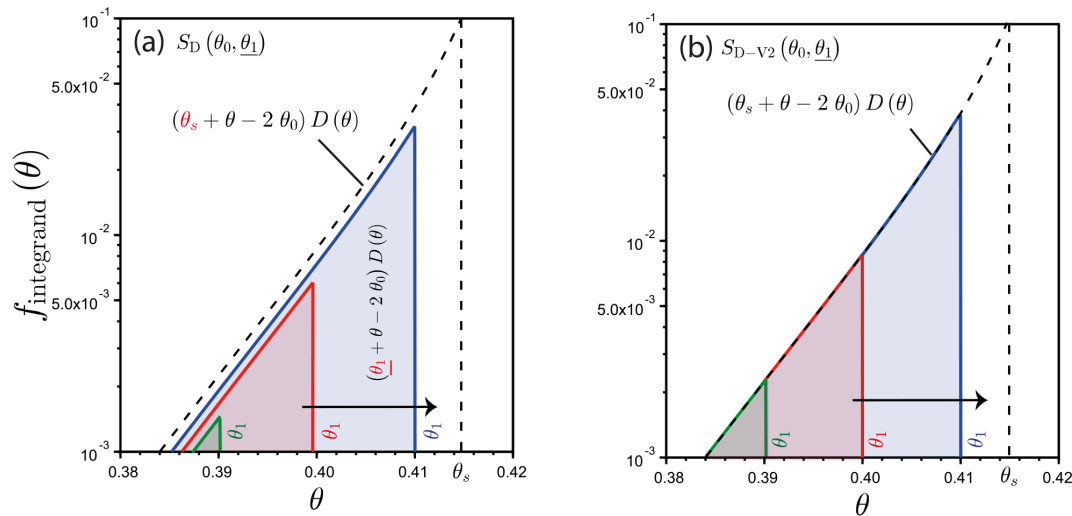 (a) S_D (θ_0, θ_1)
(θ_s + θ − 2 θ_0) D (θ)
(θ_1 + θ − 2 θ_0) D (θ)
f_integrand (θ)
10^-1
5.0x10^-2
10^-2
5.0x10^-3
10^-3
θ_1
θ_1
θ_1
0.38
0.39
0.40
0.41
θ_s
0.42
θ
(b) S_D−V2 (θ_0, θ_1)
(θ_s + θ − 2 θ_0) D (θ)
10^-1
5.0x10^-2
10^-2
5.0x10^-3
10^-3
θ_1
θ_1
θ_1
0.38
0.39
0.40
0.41
θ_s
0.42
θ